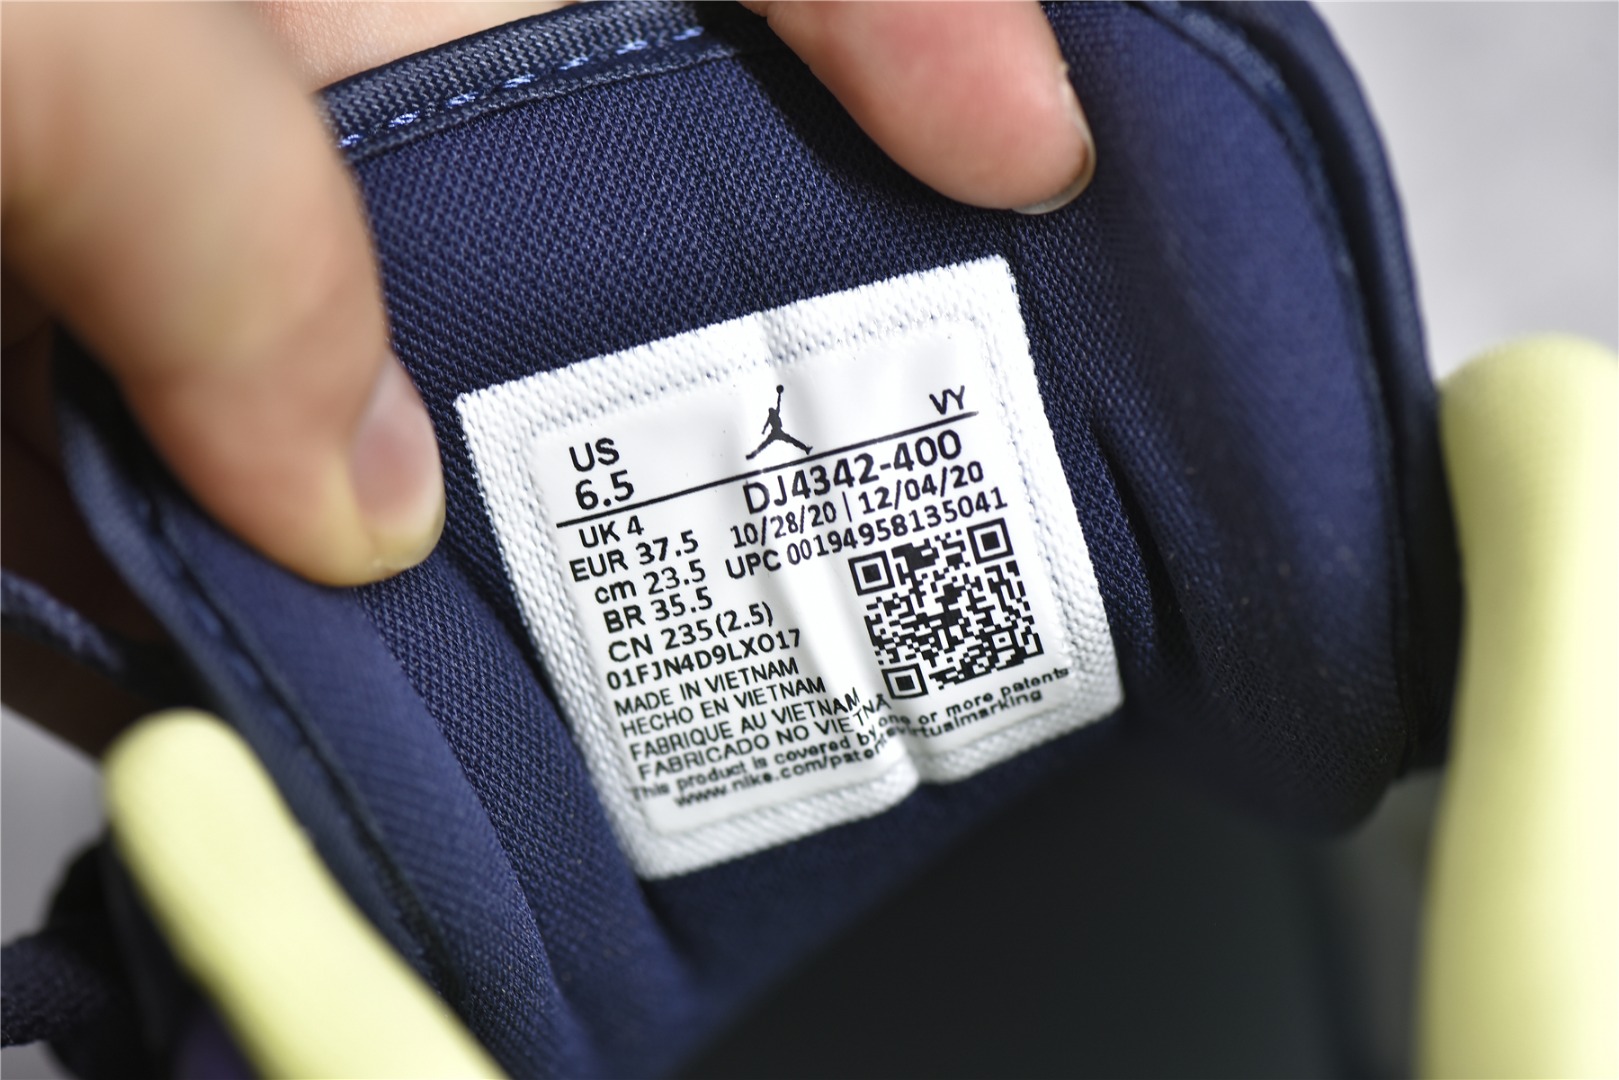 US
6.5
VY
UK 4
EUR 37.5
cm 23.5
BR 35.5
CN 235(2.5)
01FJN4D9LXO17
DJ4342-400
10/28/20 | 12/04/20
UPC 00194958135041
MADE IN VIETNAM
HECHO EN VIETNAM
FABRIQUE AU VIETNAM
FABRICADO NO VIETNA
This product is covered by one or more patents
www.nike.com/patents virtualmarking